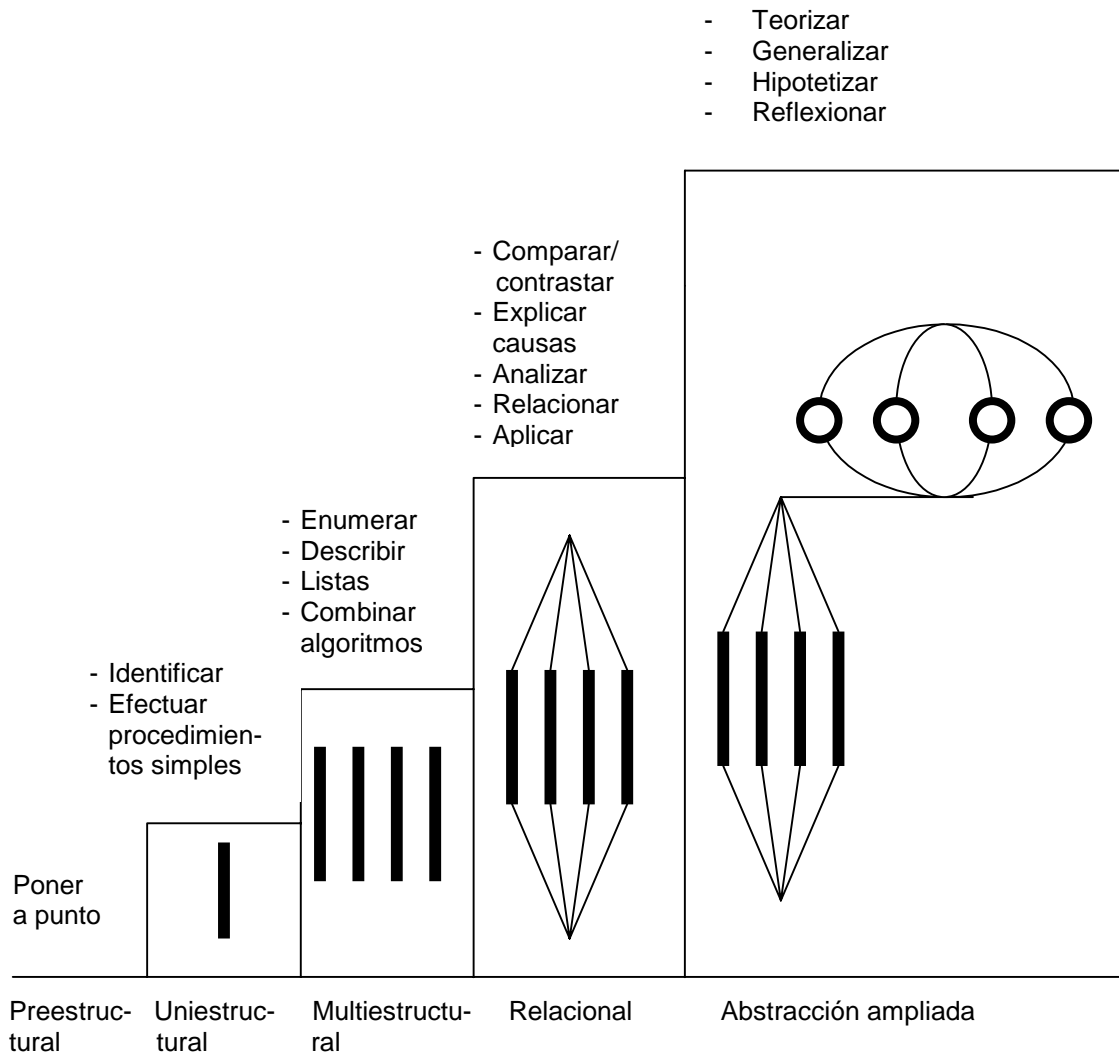 - Teorizar
- Generalizar
- Hipotetizar
- Reflexionar
- Comparar/
contrastar
- Explicar
causas
- Analizar
- Relacionar
- Aplicar
- Enumerar
- Describir
- Listas
- Combinar
algoritmos
- Identificar
- Efectuar
procedimien-
tos simples
Poner
a punto
Preestruc-
tural
Uniestruc-
tural
Multiestructu-
ral
Relacional
Abstracción ampliada